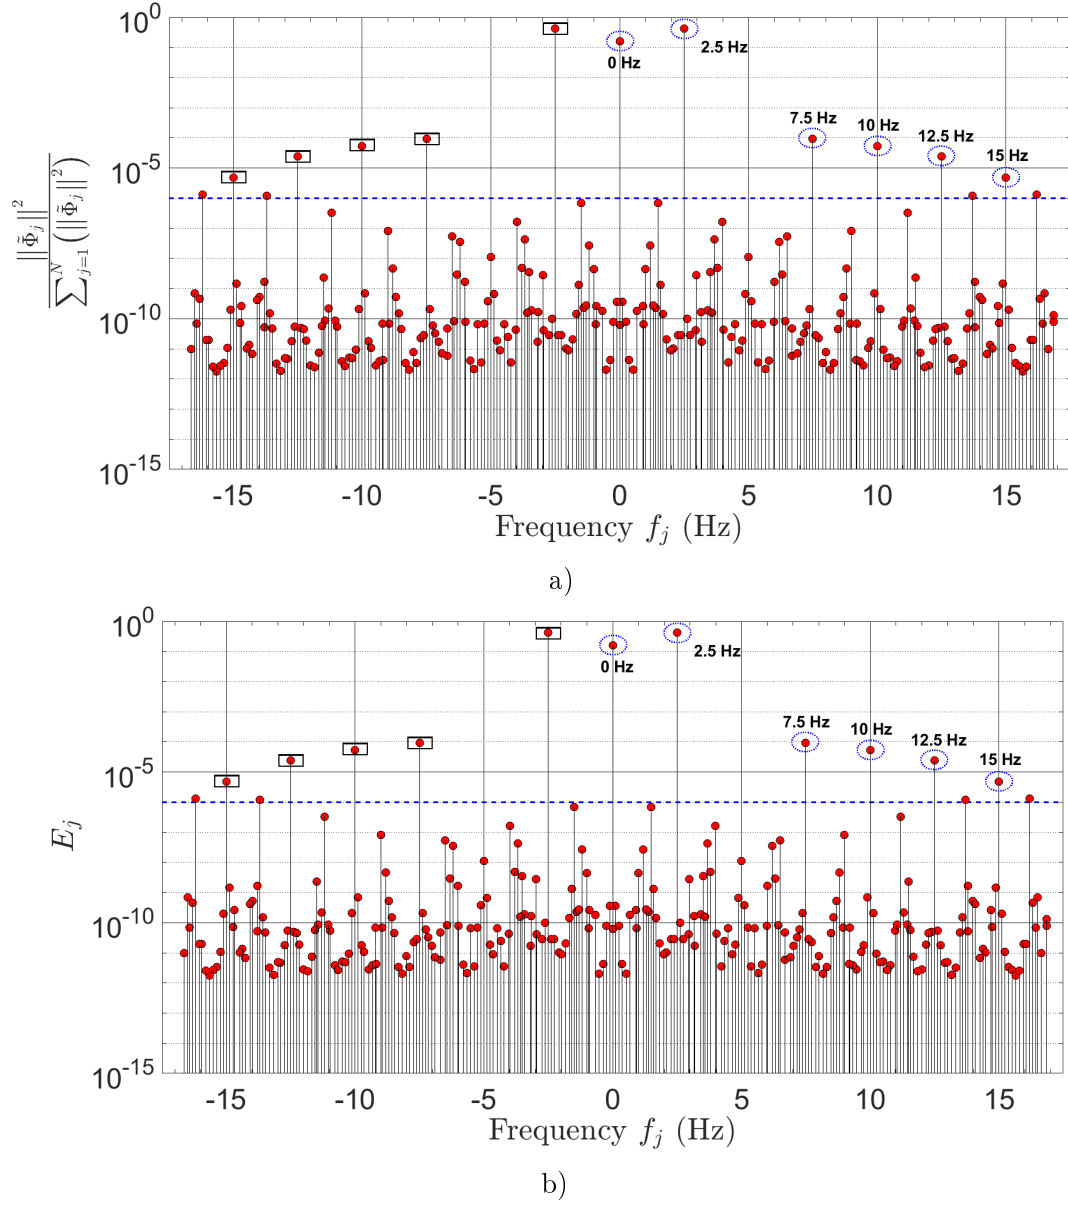 10^0
0 Hz
2.5 Hz
7.5 Hz
10 Hz
12.5 Hz
15 Hz
10^-5
10^-10
10^-15
‖Φ̃_j‖^2 / ∑_{j=1}^N (‖Φ̃_j‖^2)
-15 -10 -5 0 5 10 15
Frequency f_j (Hz)
a)
10^0
0 Hz
2.5 Hz
7.5 Hz
10 Hz
12.5 Hz
15 Hz
10^-5
10^-10
10^-15
E_j
-15 -10 -5 0 5 10 15
Frequency f_j (Hz)
b)